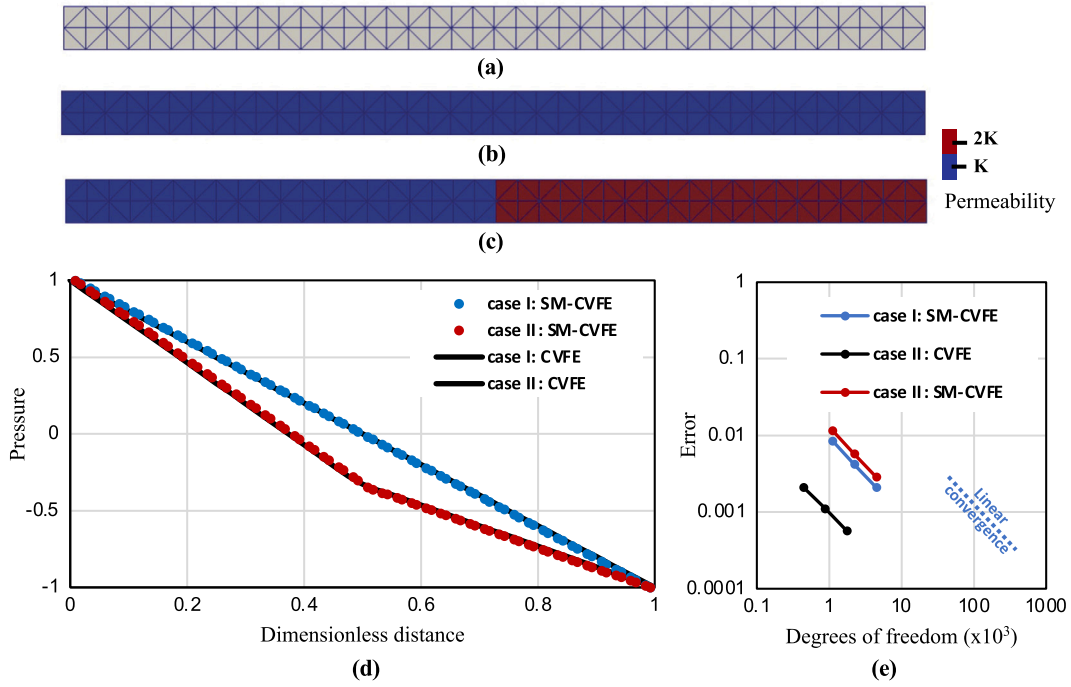 (a)
(b)
2K
K
Permeability
(c)
1
0.5
0
-0.5
-1
Pressure
case I: SM-CVFE
case II : SM-CVFE
case I: CVFE
case II : CVFE
0
0.2
0.4
0.6
0.8
1
Dimensionless distance
(d)
1
0.1
0.01
0.001
0.0001
Error
case I: SM-CVFE
case II : CVFE
case II : SM-CVFE
Linear
convergence
0.1
1
10
100
1000
Degrees of freedom (x10³)
(e)